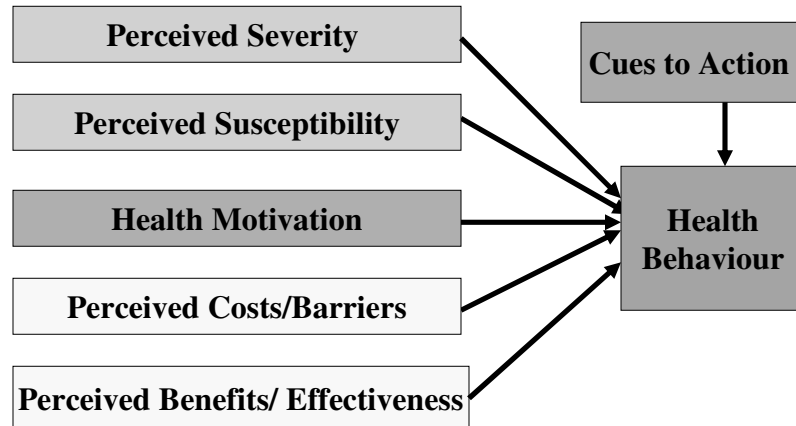 Perceived Severity
Cues to Action
Perceived Susceptibility
Health Motivation
Health
Behaviour
Perceived Costs/Barriers
Perceived Benefits/ Effectiveness